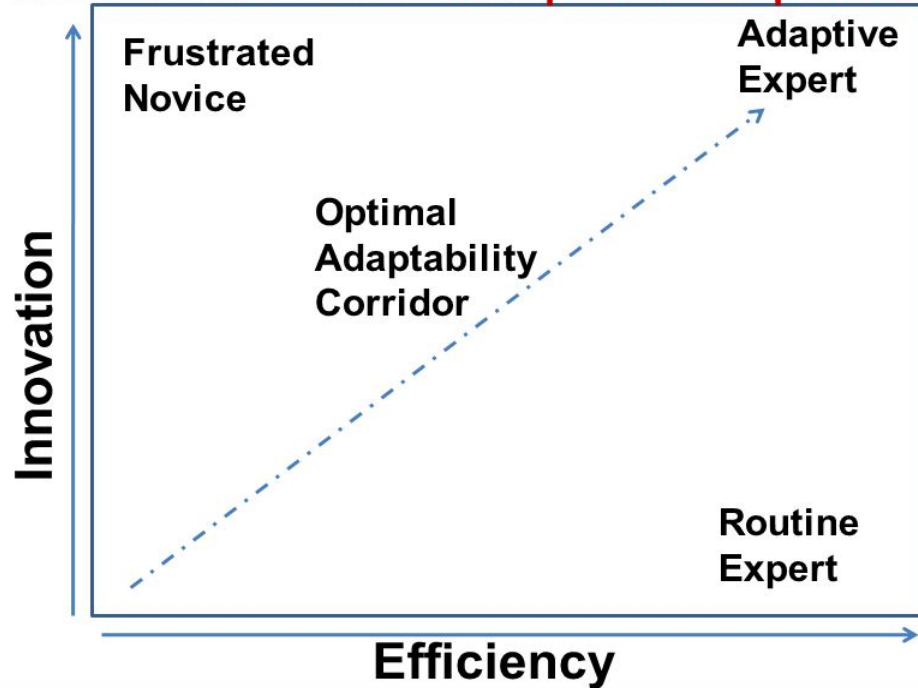 Frustrated
Novice
Adaptive
Expert
Optimal
Adaptability
Corridor
Innovation
Routine
Expert
Efficiency